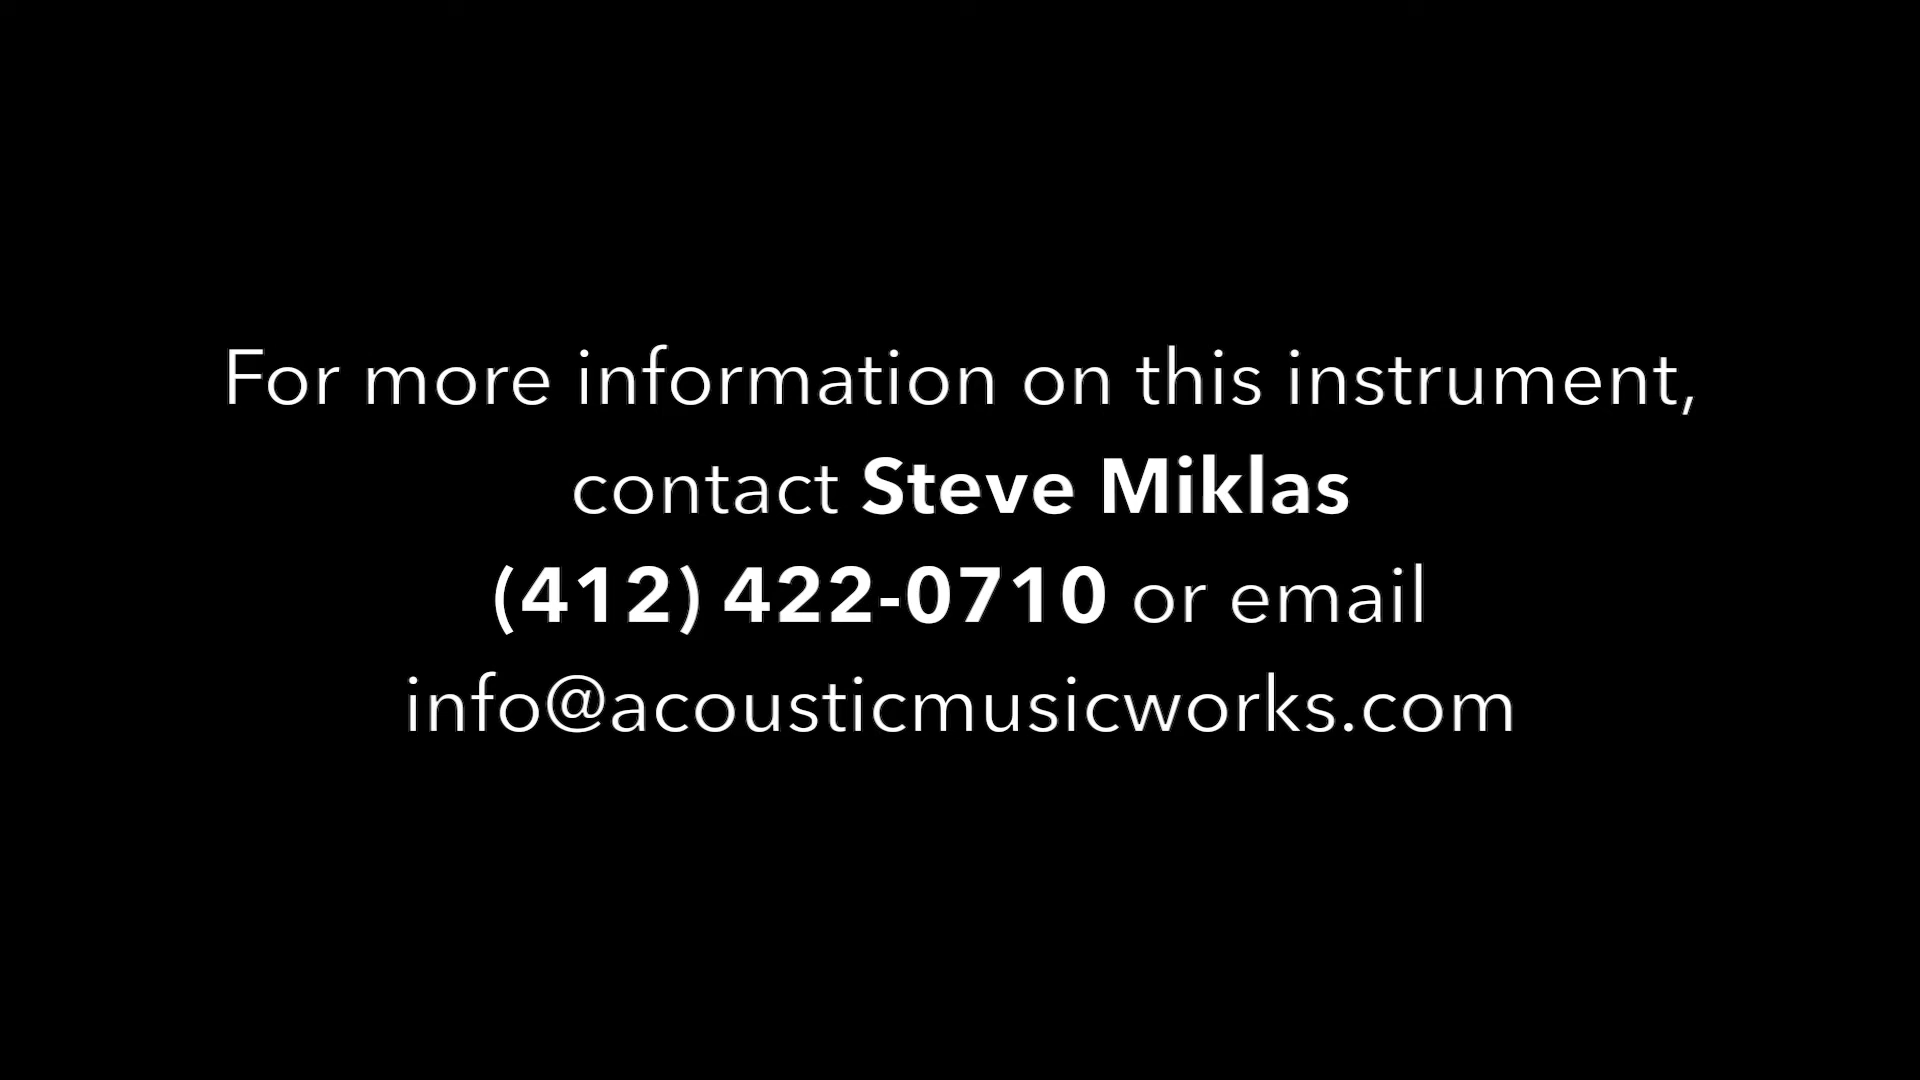 For more information on this instrument,
contact Steve Miklas
(412) 422-0710 or email
info@acousticmusicworks.com